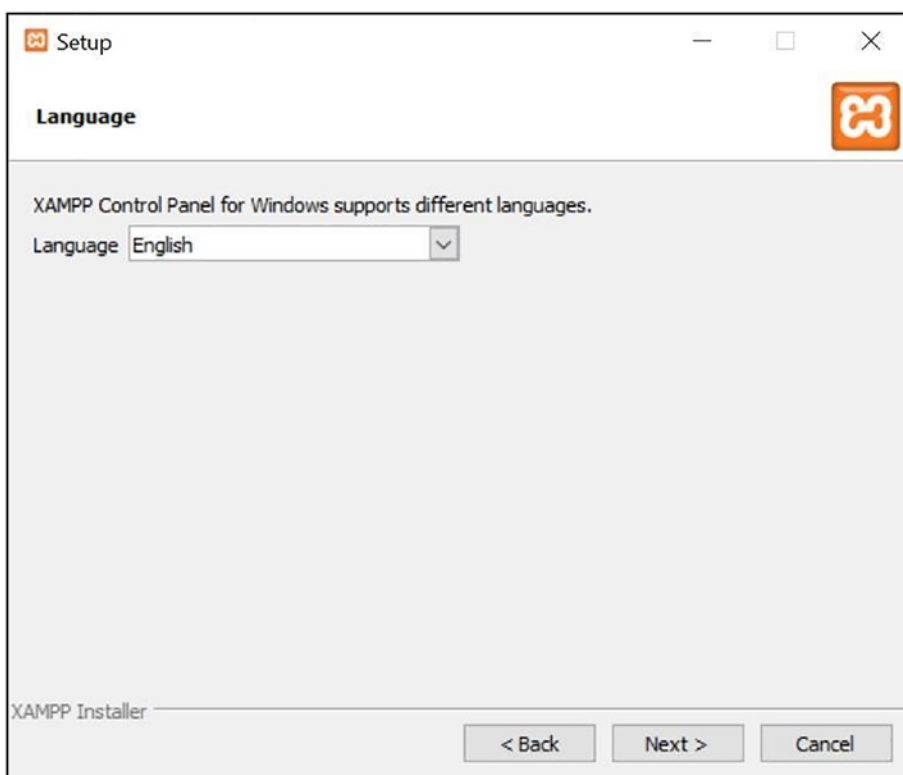 Setup
Language
XAMPP Control Panel for Windows supports different languages.
Language English
XAMPP Installer
< Back Next > Cancel